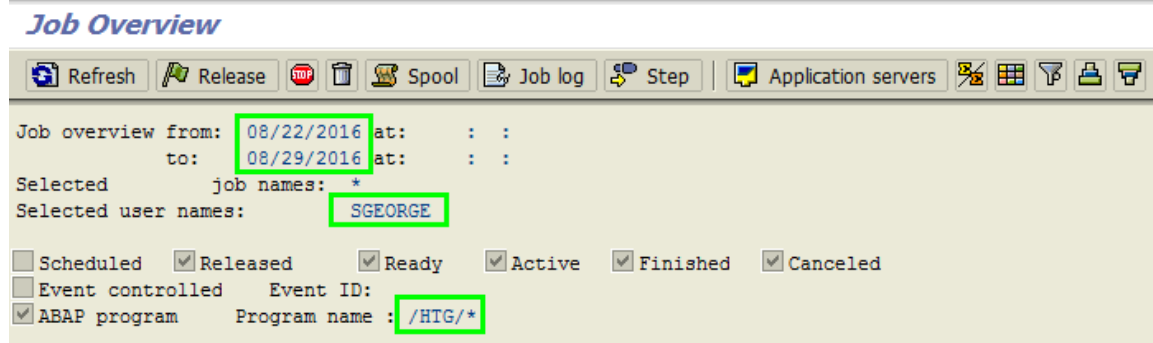 Job Overview
Refresh Release STOP Spool Job log Step Application servers
Job overview from: 08/22/2016 at: : :
to: 08/29/2016 at: : :
Selected job names: *
Selected user names: SGEORGE
Scheduled Released Ready Active Finished Canceled
Event controlled Event ID:
ABAP program Program name : /HTG/*